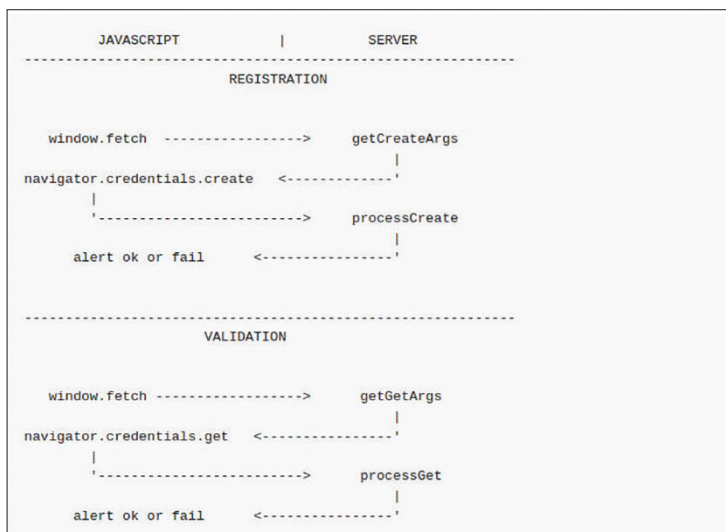 JAVASCRIPT | SERVER
------------------------------------------------------------
REGISTRATION
window.fetch -----------------> getCreateArgs
|
navigator.credentials.create <-------------'
|
'-------------------------> processCreate
|
alert ok or fail <----------------'
------------------------------------------------------------
VALIDATION
window.fetch ------------------> getGetArgs
|
navigator.credentials.get <----------------'
|
'-------------------------> processGet
|
alert ok or fail <----------------'